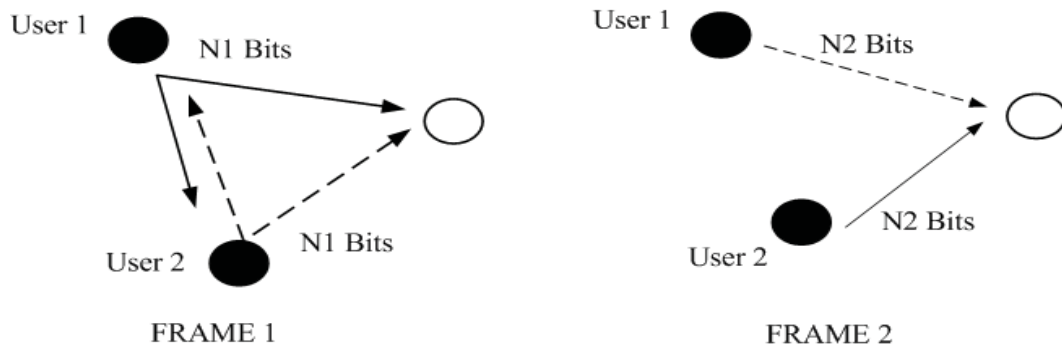 User 1
N1 Bits
N1 Bits
User 2
FRAME 1
User 1
N2 Bits
N2 Bits
User 2
FRAME 2